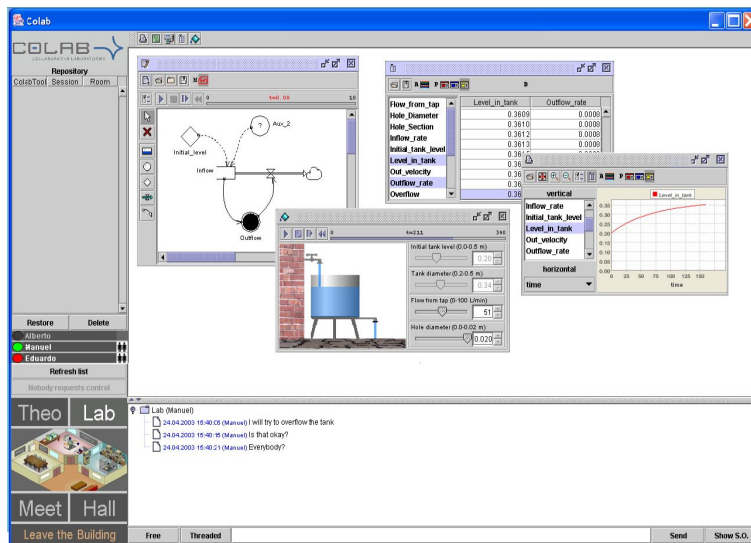 Colab
COLAB
COLLABORATIVE LABORATORIES
Repository
ColabTool Session Room
Restore Delete
Alberto
Manuel
Eduardo
Refresh list
Nobody requests control
Theo Lab
Meet Hall
Leave the Building
0 t=0.00 10
? Aux_2
Initial_level
Inflow
Outflow
Flow_from_tap
Hole_Diameter
Hole_Section
Inflow_rate
Initial_tank_level
Level_in_tank
Out_velocity
Outflow_rate
Overflow
Level_in_tank Outflow_rate
0.3609 0.0008
0.3610 0.0008
0.3612 0.0008
0.3613 0.0008
vertical
Inflow_rate
Initial_tank_level
Level_in_tank
Out_velocity
Outflow_rate
horizontal
time
Level_in_tank
0.35
0.30
0.25
0.20
0.15
0.10
0.05
0.00
0 25 50 75 100 125 150
time
0 t=211 300
Initial tank level (0.0-0.5 m)
0.20
Tank diameter (0.2-0.5 m)
0.34
Flow from tap (0-100 L/min)
51
Hole diameter (0.0-0.02 m)
0.020
Lab (Manuel)
24.04.2003 15:40:06 (Manuel) I will try to overflow the tank
24.04.2003 15:40:15 (Manuel) Is that okay?
24.04.2003 15:40:21 (Manuel) Everybody?
Free Threaded Send Show S.O.